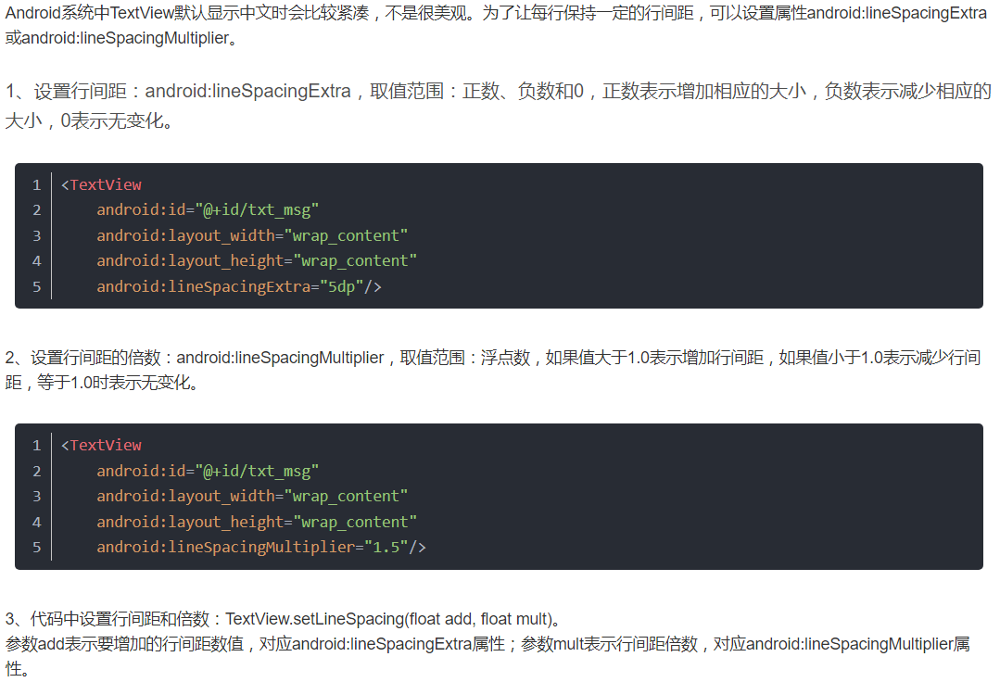 Android系统中TextView默认显示中文时会比较紧凑，不是很美观。为了让每行保持一定的行间距，可以设置属性android:lineSpacingExtra
或android:lineSpacingMultiplier。
1、设置行间距：android:lineSpacingExtra，取值范围：正数、负数和0，正数表示增加相应的大小，负数表示减少相应的
大小，0表示无变化。
1 <TextView
2 android:id="@+id/txt_msg"
3 android:layout_width="wrap_content"
4 android:layout_height="wrap_content"
5 android:lineSpacingExtra="5dp"/>
2、设置行间距的倍数：android:lineSpacingMultiplier，取值范围：浮点数，如果值大于1.0表示增加行间距，如果值小于1.0表示减少行间
距，等于1.0时表示无变化。
1 <TextView
2 android:id="@+id/txt_msg"
3 android:layout_width="wrap_content"
4 android:layout_height="wrap_content"
5 android:lineSpacingMultiplier="1.5"/>
3、代码中设置行间距和倍数：TextView.setLineSpacing(float add, float mult)。
参数add表示要增加的行间距数值，对应android:lineSpacingExtra属性；参数mult表示行间距倍数，对应android:lineSpacingMultiplier属
性。